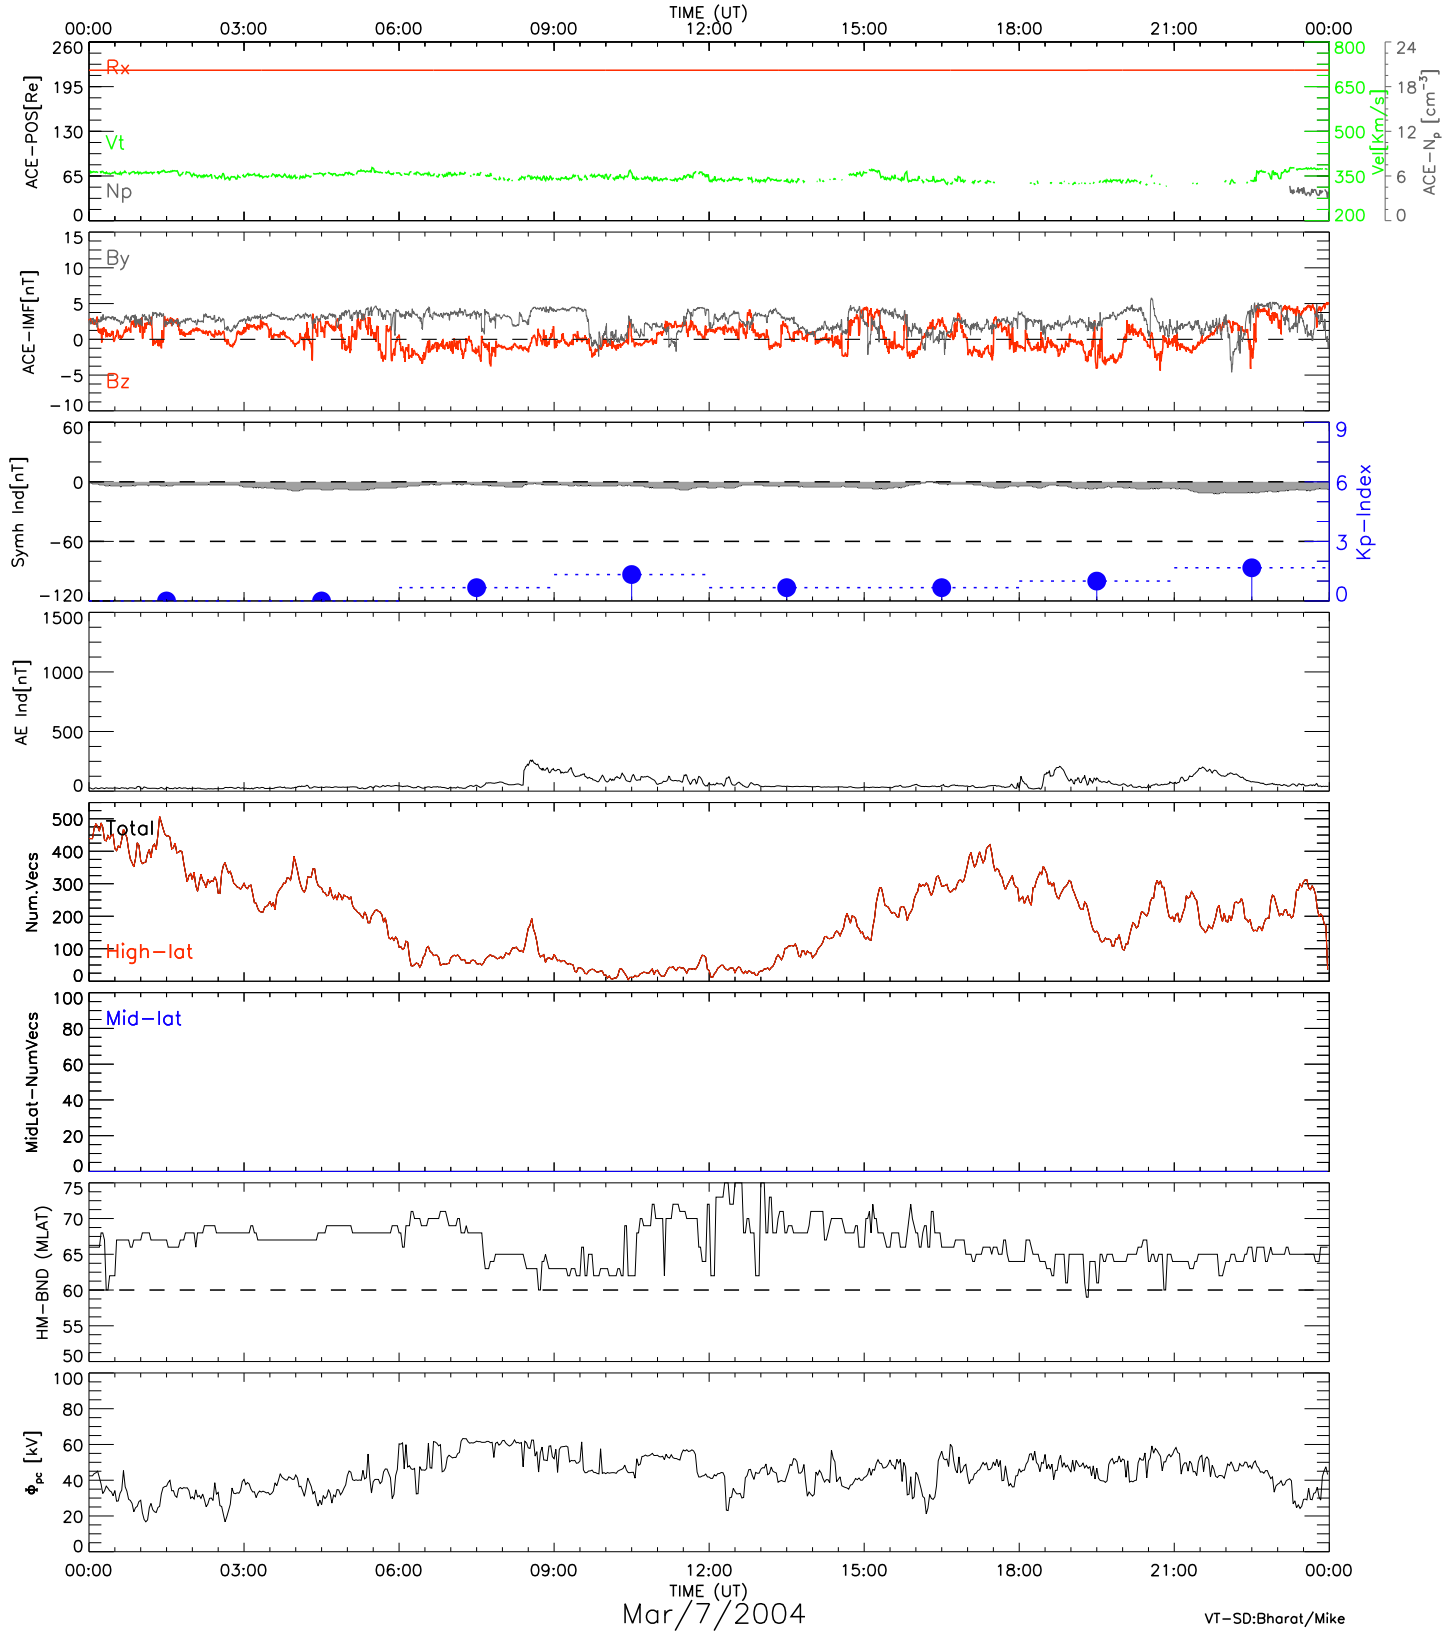 TIME (UT)
00:00 03:00 06:00 09:00 12:00 15:00 18:00 21:00 00:00
ACE-POS[Re]
260
195
130
65
0
Rx
Vt
Np
800
650
500
350
200
Vel[Km/s]
24
18
12
6
0
ACE-Np [cm-3]
ACE-IMF[nT]
15
10
5
0
-5
-10
By
Bz
Symh Ind[nT]
60
0
-60
-120
9
6
3
0
Kp-Index
AE Ind[nT]
1500
1000
500
0
Num.Vecs
500
400
300
200
100
0
Total
High-lat
MidLat-NumVecs
100
80
60
40
20
0
Mid-lat
HM-BND (MLAT)
75
70
65
60
55
50
Φpc [kV]
100
80
60
40
20
0
00:00 03:00 06:00 09:00 12:00 15:00 18:00 21:00 00:00
TIME (UT)
Mar/7/2004
VT-SD:Bharat/Mike